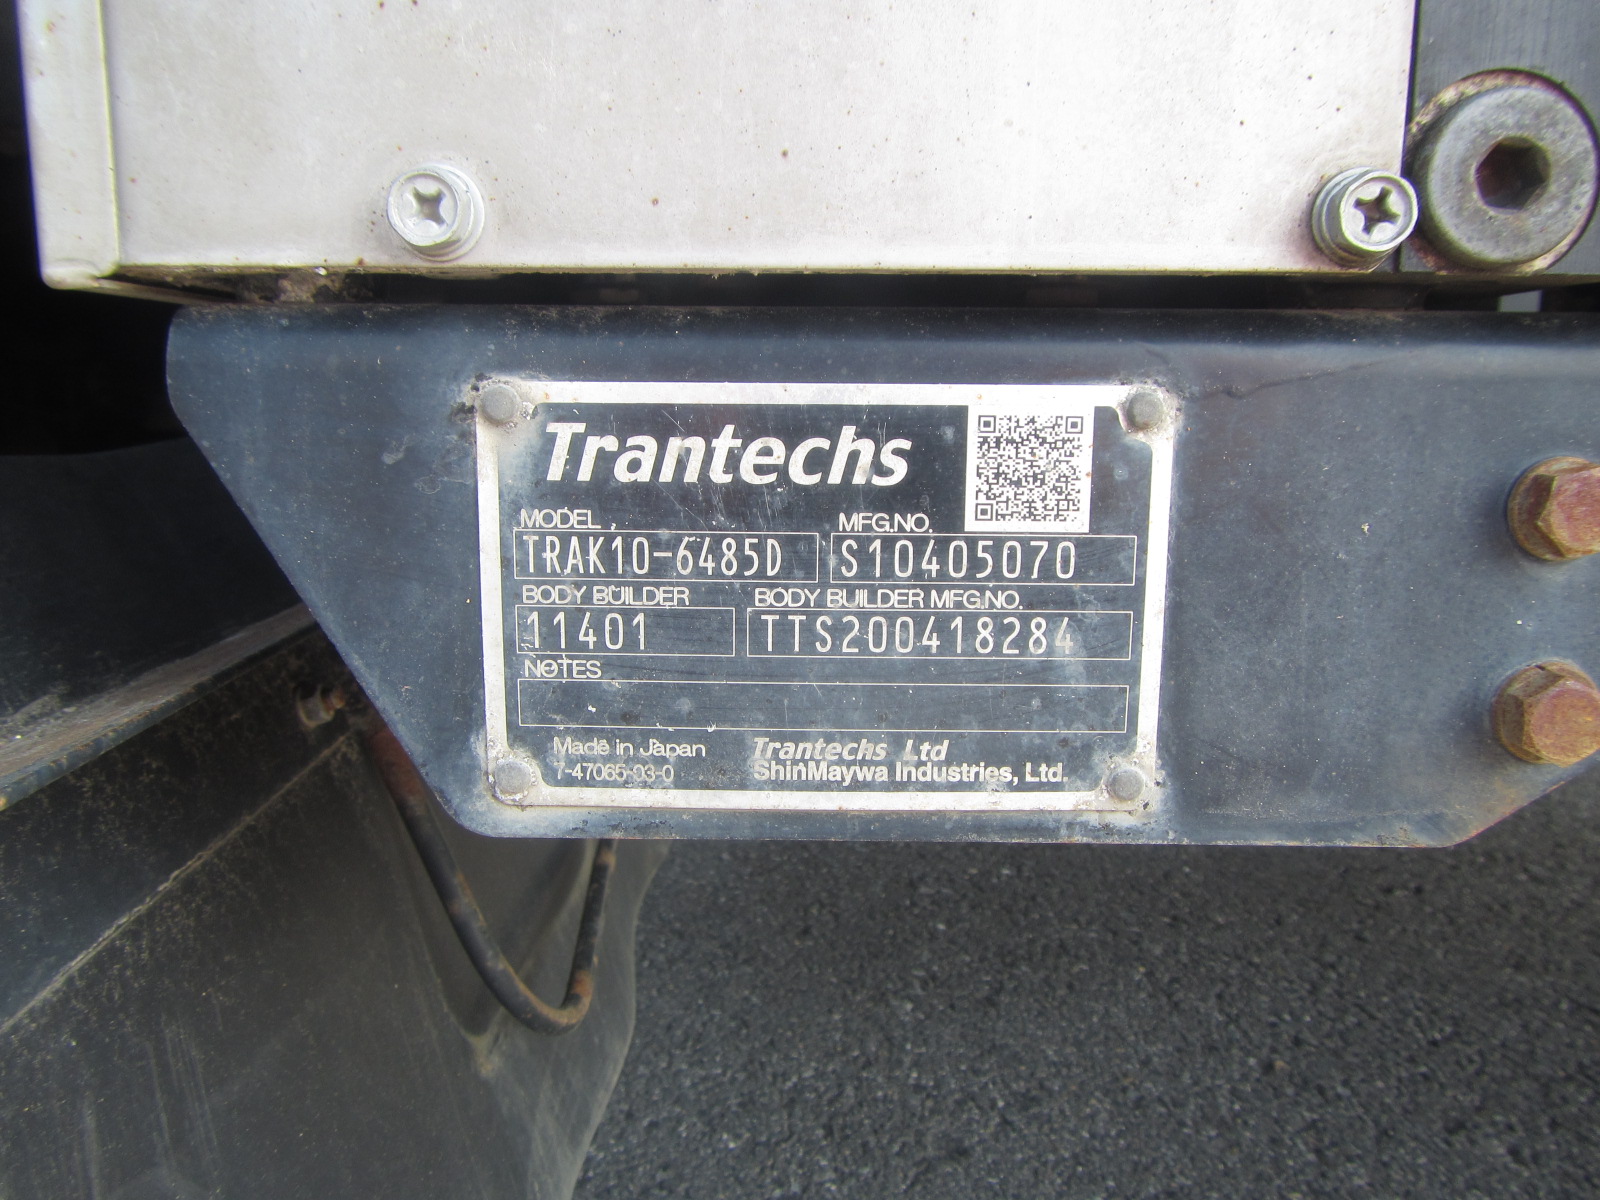 Trantechs
MODEL MFG.NO.
TRAK10-6485D S10405070
BODY BUILDER BODY BUILDER MFG.NO.
11401 TTS200418284
NOTES
Made in Japan Trantechs Ltd
7-47065-03-0 ShinMaywa Industries, Ltd.